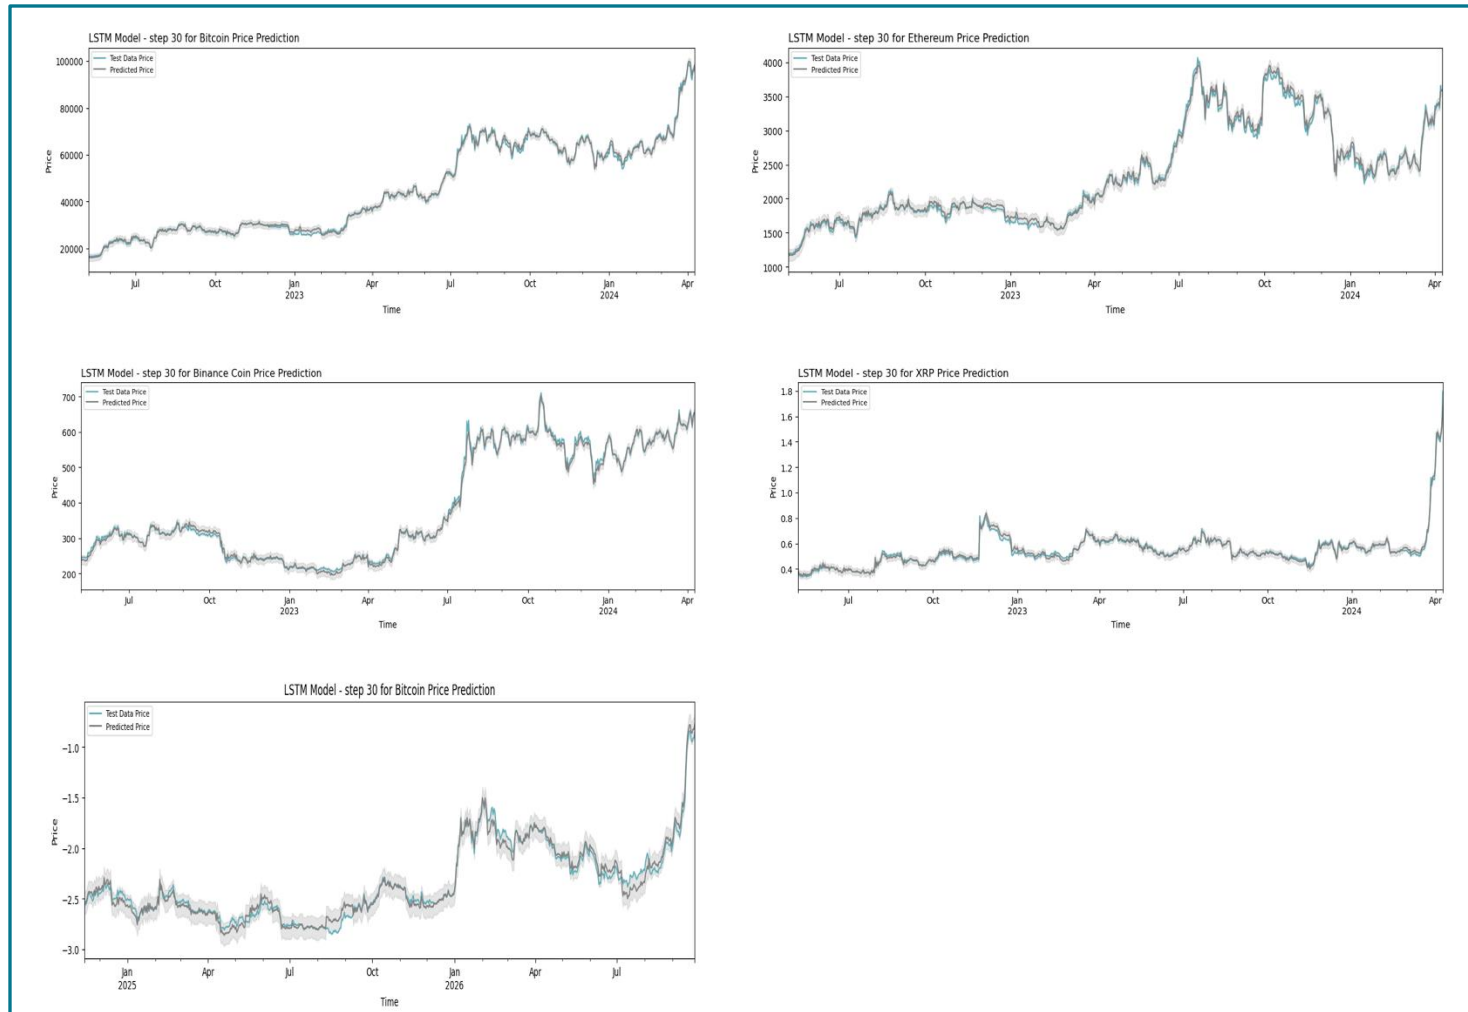 LSTM Model - step 30 for Bitcoin Price Prediction
Test Data Price
Predicted Price
100000
80000
60000
40000
20000
Price
Jul
Oct
Jan
2023
Apr
Jul
Oct
Jan
2024
Apr
Time
LSTM Model - step 30 for Ethereum Price Prediction
Test Data Price
Predicted Price
4000
3500
3000
2500
2000
1500
1000
Price
Jul
Oct
Jan
2023
Apr
Jul
Oct
Jan
2024
Apr
Time
LSTM Model - step 30 for Binance Coin Price Prediction
Test Data Price
Predicted Price
700
600
500
400
300
200
Price
Jul
Oct
Jan
2023
Apr
Jul
Oct
Jan
2024
Apr
Time
LSTM Model - step 30 for XRP Price Prediction
Test Data Price
Predicted Price
1.8
1.6
1.4
1.2
1.0
0.8
0.6
0.4
Price
Jul
Oct
Jan
2023
Apr
Jul
Oct
Jan
2024
Apr
Time
LSTM Model - step 30 for Bitcoin Price Prediction
Test Data Price
Predicted Price
−1.0
−1.5
−2.0
−2.5
−3.0
Price
Jan
2025
Apr
Jul
Oct
Jan
2026
Apr
Jul
Time